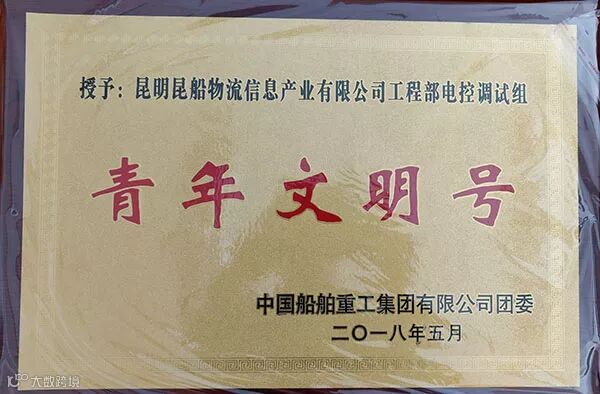 授予：昆明昆船物流信息产业有限公司工程部电控调试组
青年文明号
中国船舶重工集团有限公司团委
二〇一八年五月
大数跨境